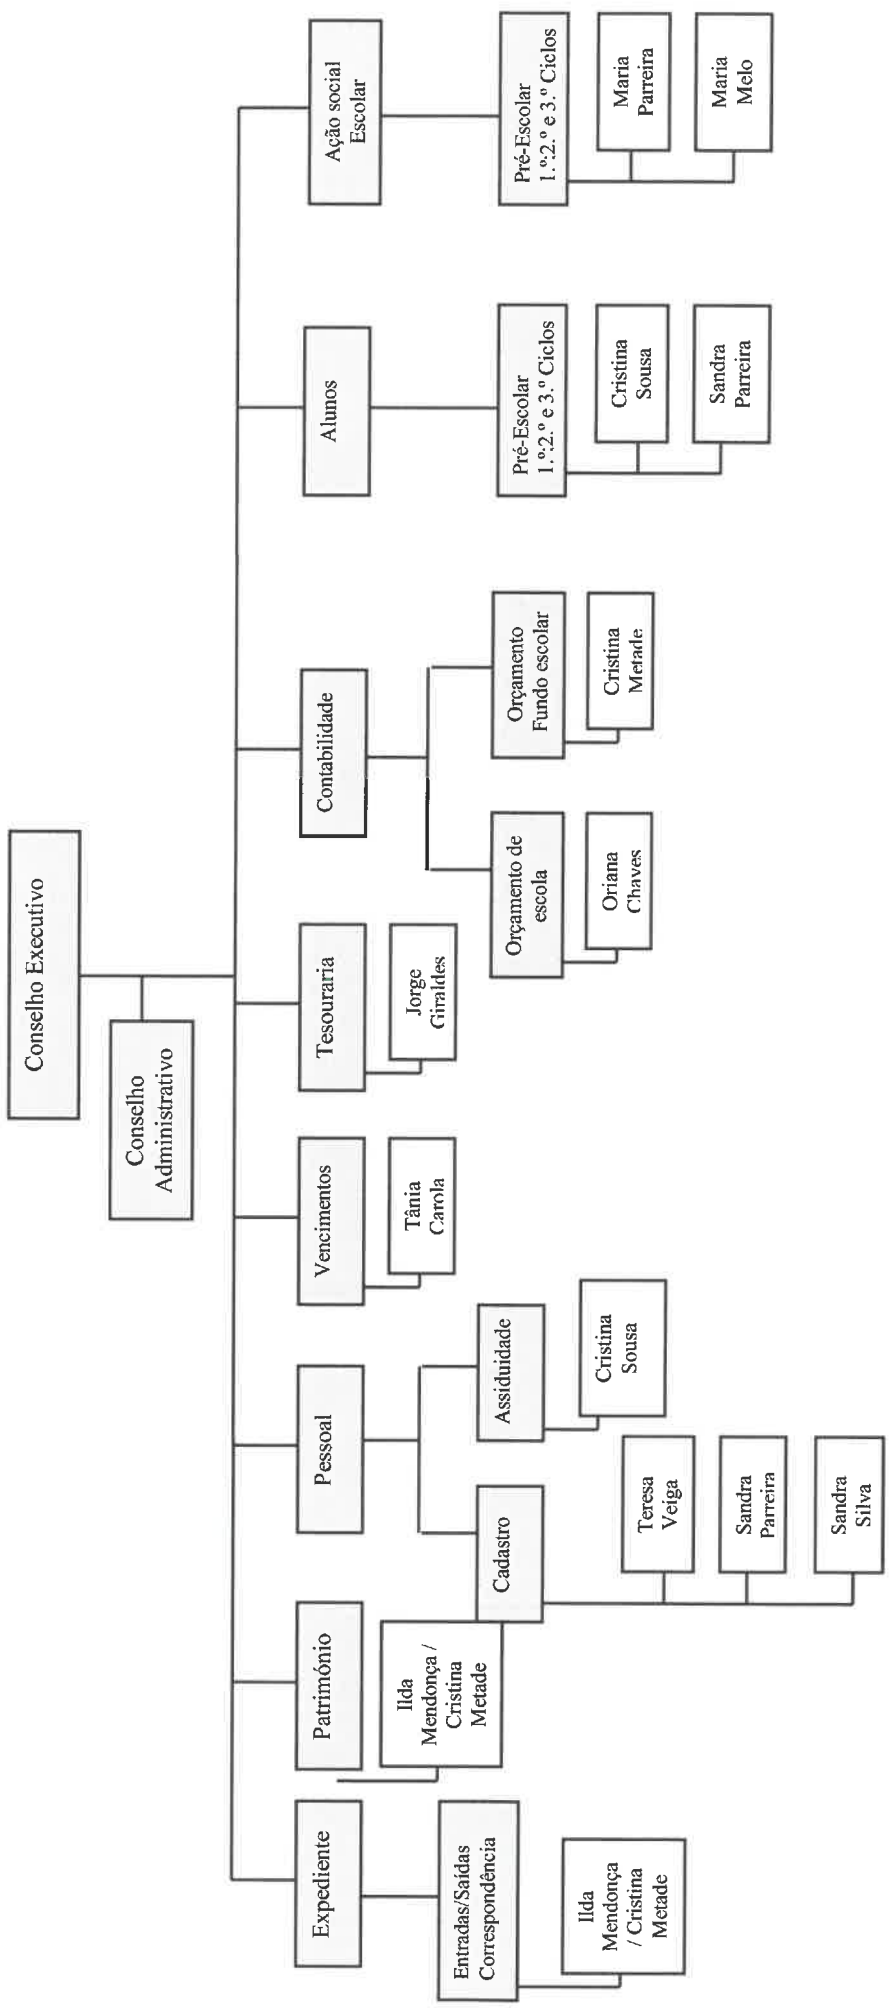 Conselho Executivo
Conselho
Administrativo
Expediente
Património
Pessoal
Vencimentos
Tesouraria
Contabilidade
Alunos
Ação social
Escolar
Entradas/Saídas
Correspondência
Ilda
Mendonça
/ Cristina
Metade
Ilda
Mendonça /
Cristina
Metade
Cadastro
Teresa
Veiga
Sandra
Parreira
Sandra
Silva
Assiduidade
Cristina
Sousa
Tânia
Carola
Jorge
Giraldes
Orçamento de
escola
Oriana
Chaves
Orçamento
Fundo escolar
Cristina
Metade
Pré-Escolar
1.º:2.º e 3.º Ciclos
Cristina
Sousa
Sandra
Parreira
Pré-Escolar
1.º:2.º e 3.º Ciclos
Maria
Parreira
Maria
Melo